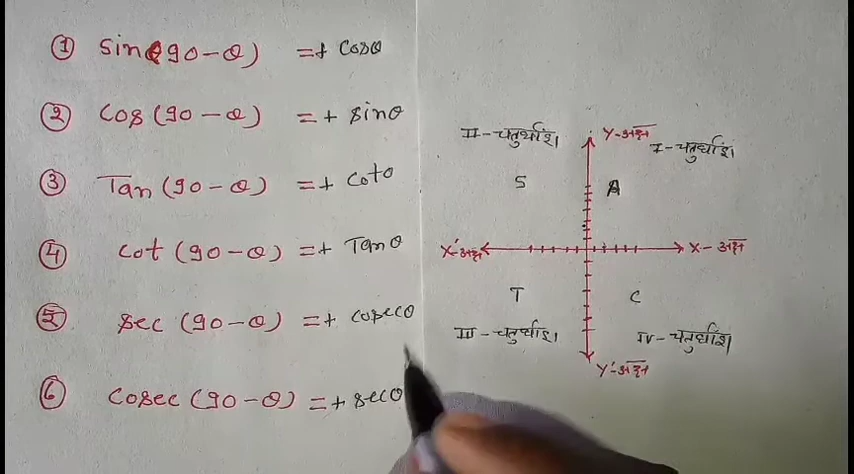 ① sin(90-θ) =+ cosθ
② cos(90-θ) =+ sinθ
③ Tan(90-θ) =+ cotθ
④ cot(90-θ) =+ Tanθ
⑤ sec(90-θ) =+ cosecθ
⑥ cosec(90-θ) =+ secθ
Y-अक्ष
II-चतुर्थांश
I-चतुर्थांश
S
A
X'-अक्ष
X-अक्ष
T
C
III-चतुर्थांश
IV-चतुर्थांश
Y'-अक्ष